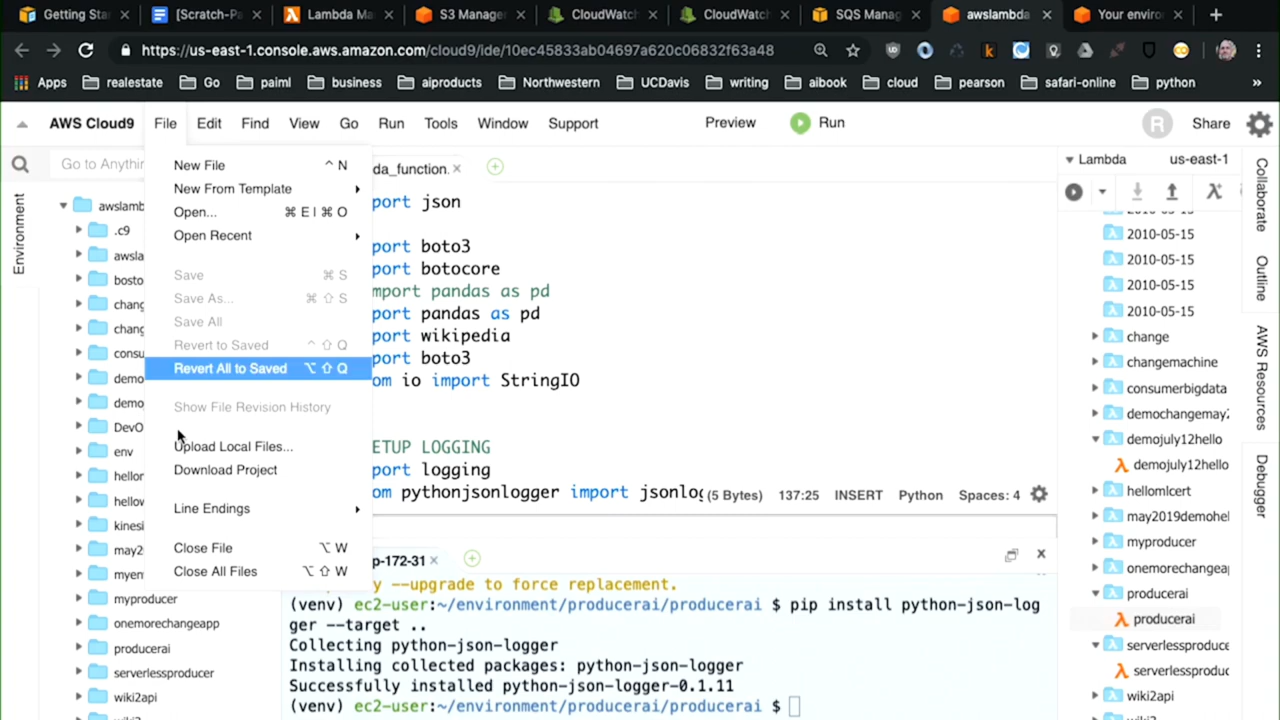 Getting Sta
[Scratch-Pa
Lambda Ma
S3 Manage
CloudWatc
CloudWatc
SQS Manag
awslambda
Your enviro
https://us-east-1.console.aws.amazon.com/cloud9/ide/10ec45833ab04697a620c06832f63a48
Apps
realestate
Go
paiml
business
aiproducts
Northwestern
UCDavis
writing
aibook
cloud
pearson
safari-online
python
»
AWS Cloud9
File
Edit
Find
View
Go
Run
Tools
Window
Support
Preview
Run
R
Share
Go to Anythin
Environment
awslamb
.c9
awsla
bosto
chang
chang
consu
demo
demo
DevO
env
hellon
hellow
kinesi
may2
myen
myproducer
onemorechangeapp
producerai
serverlessproducer
wiki2api
New File ^ N
New From Template
Open... ⌘ E | ⌘ O
Open Recent
Save ⌘ S
Save As... ⌘ ⇧ S
Save All
Revert to Saved ^ ⇧ Q
Revert All to Saved ⌥ ⇧ Q
Show File Revision History
Upload Local Files...
Download Project
Line Endings
Close File ⌥ W
Close All Files ⌥ ⇧ W
da_function.
port json
port boto3
port botocore
mport pandas as pd
port pandas as pd
port wikipedia
port boto3
om io import StringIO
ETUP LOGGING
port logging
om pythonjsonlogger import jsonlog
(5 Bytes) 137:25 INSERT Python Spaces: 4
p-172-31
y --upgrade to force replacement.
(venv) ec2-user:~/environment/producerai/producerai $ pip install python-json-log
ger --target ..
Collecting python-json-logger
Installing collected packages: python-json-logger
Successfully installed python-json-logger-0.1.11
(venv) ec2-user:~/environment/producerai/producerai $
Lambda us-east-1
2010-05-15
2010-05-15
2010-05-15
2010-05-15
2010-05-15
change
changemachine
consumerbigdata
demochangemay2
demojuly12hello
demojuly12hello
hellomlcert
may2019demohel
myproducer
onemorechangeap
producerai
producerai
serverlessproduce
serverlessproduc
wiki2api
Collaborate
Outline
AWS Resources
Debugger